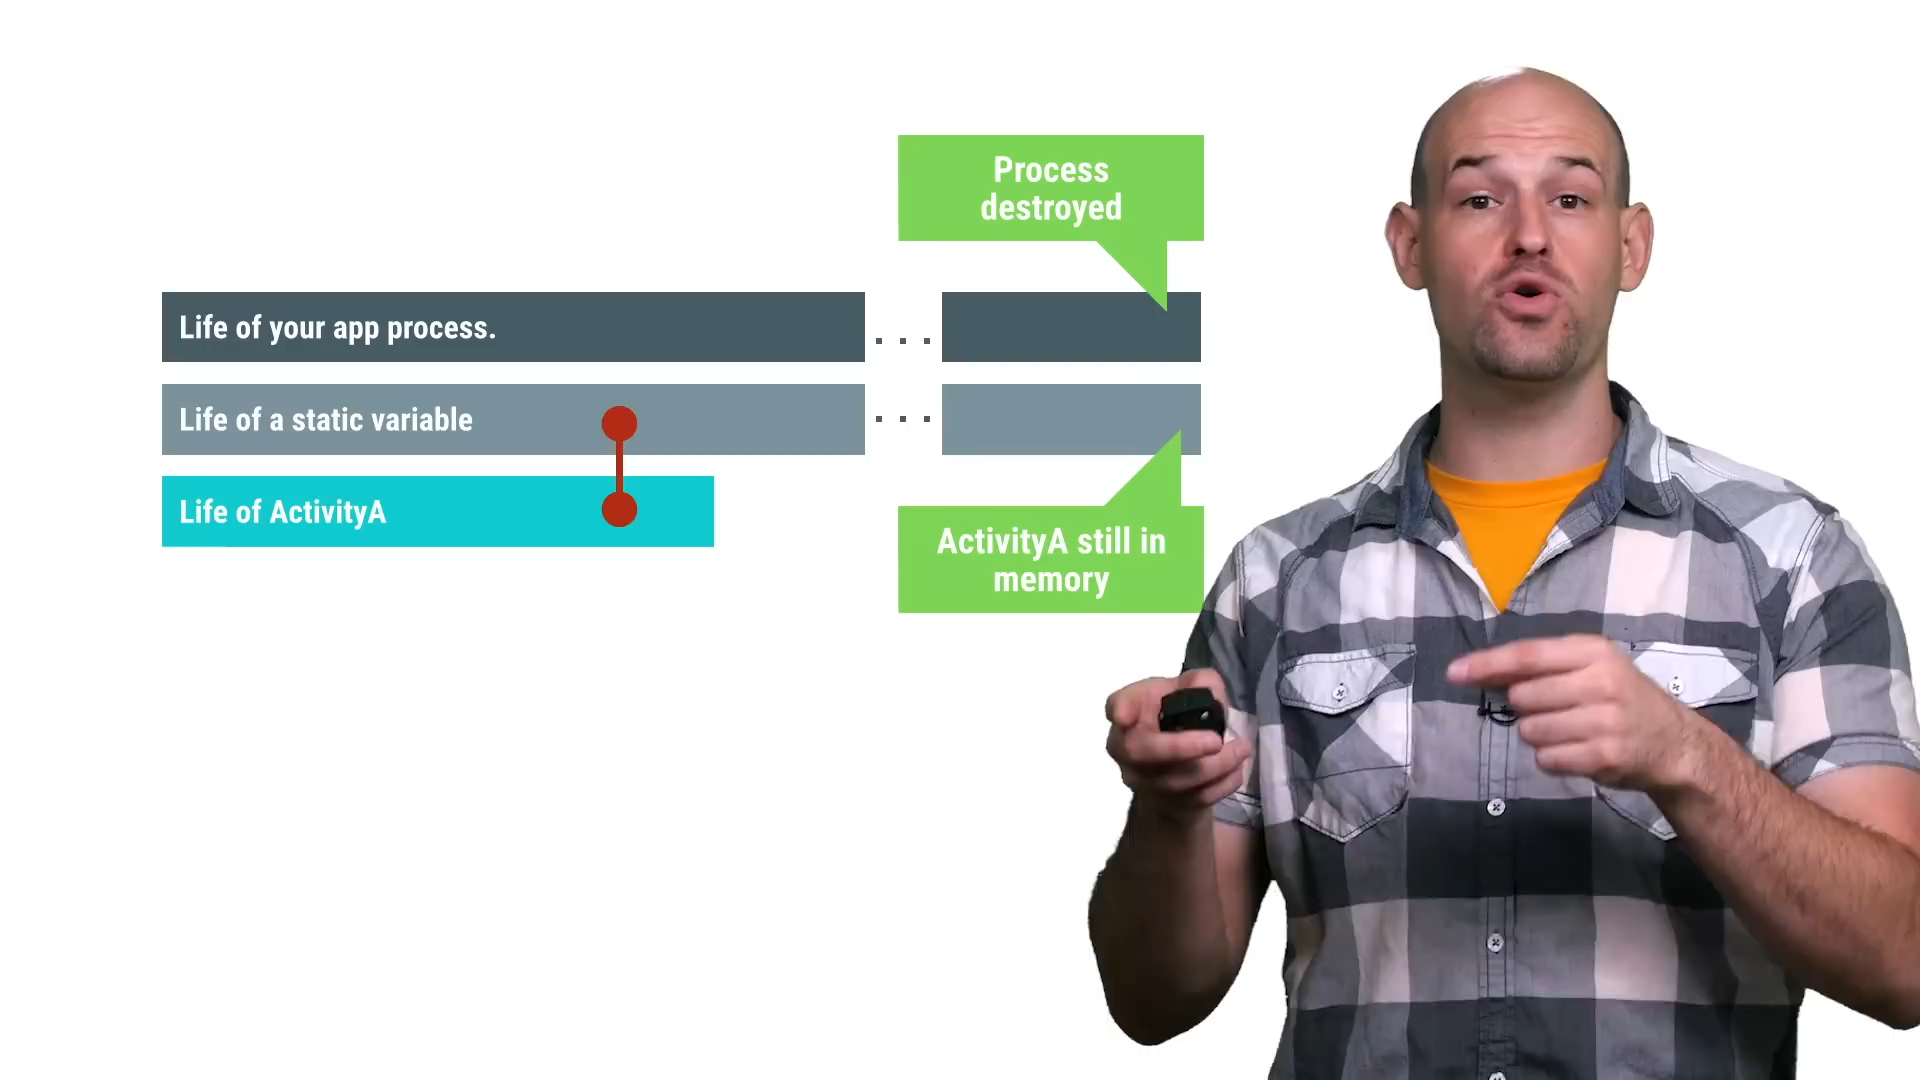 Process
destroyed
Life of your app process.
. . .
Life of a static variable
. . .
Life of ActivityA
ActivityA still in
memory